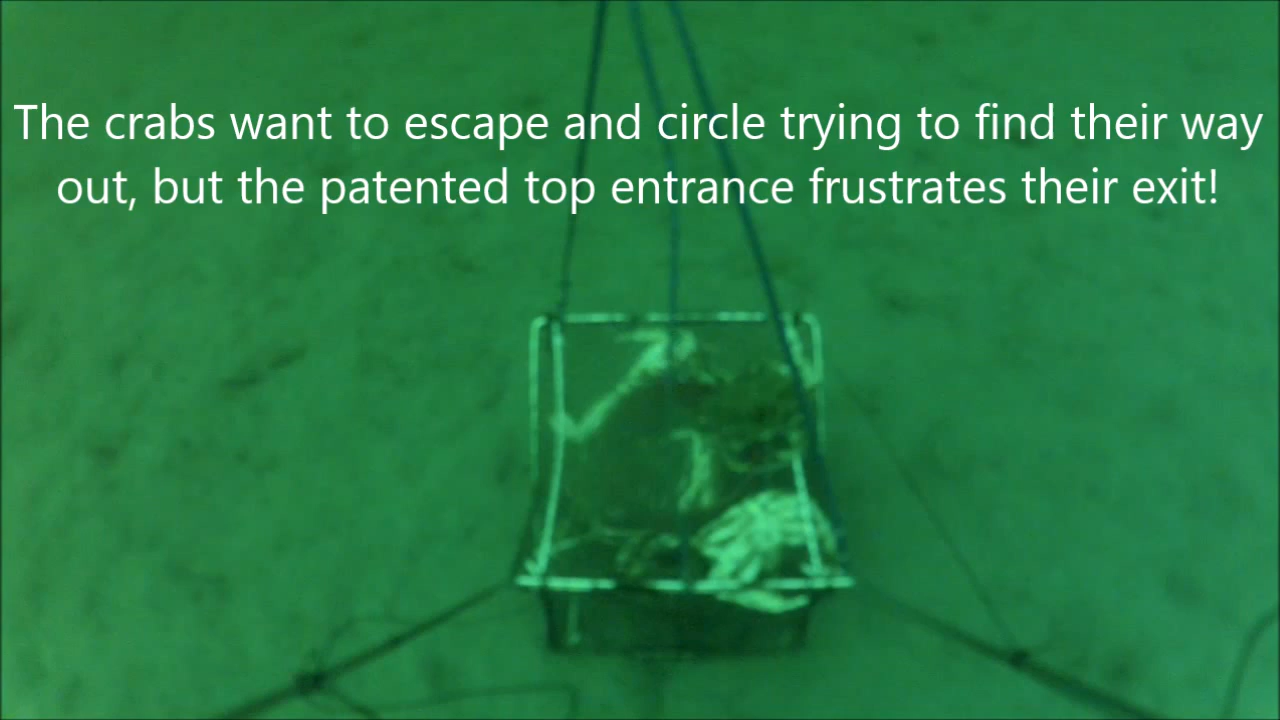 The crabs want to escape and circle trying to find their way
out, but the patented top entrance frustrates their exit!